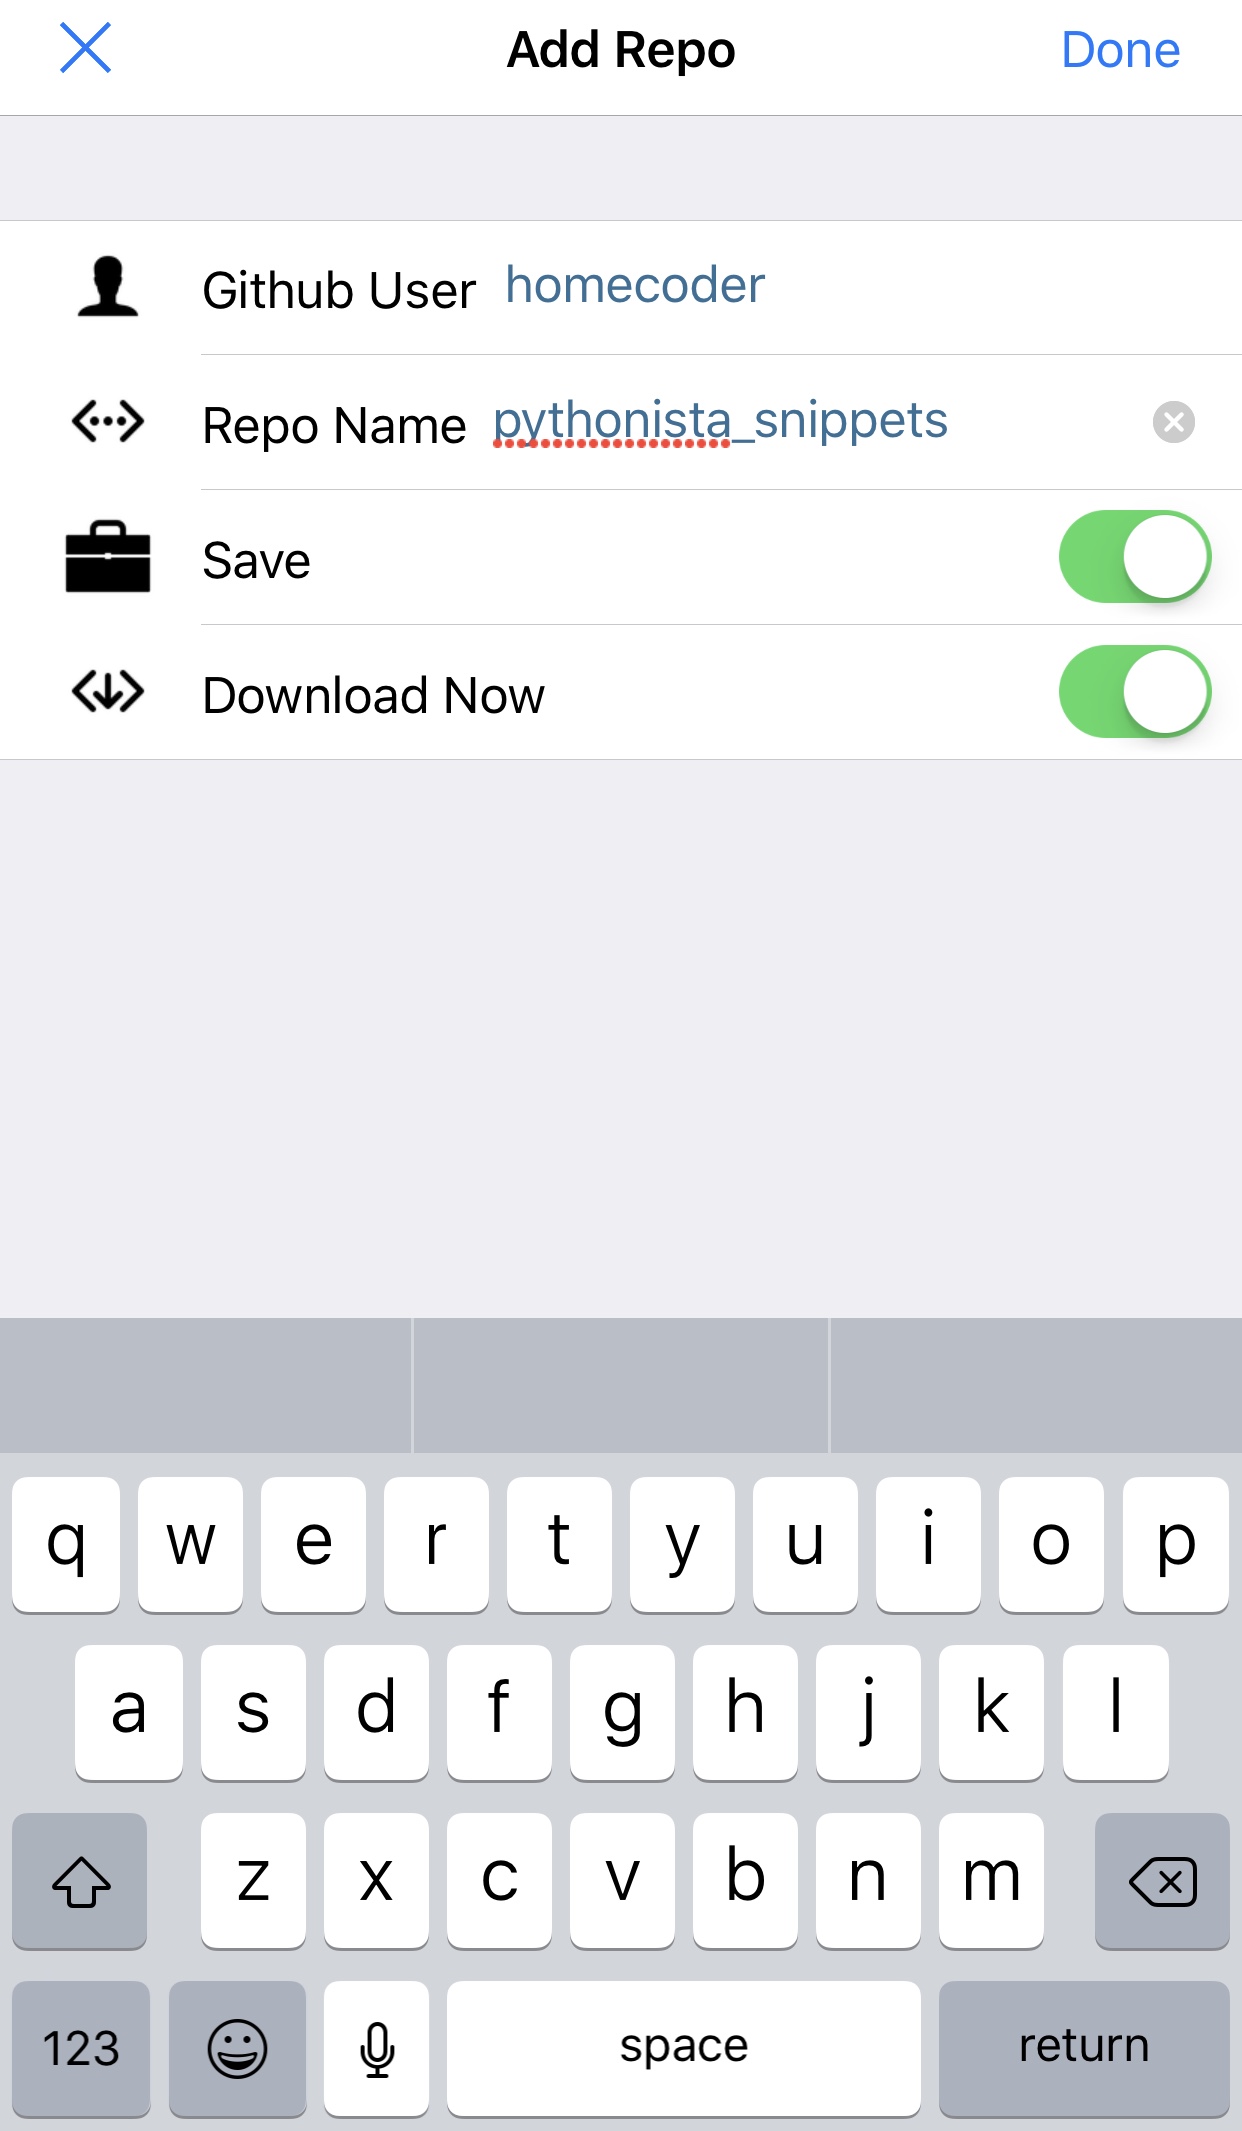 Add Repo Done
Github User homecoder
Repo Name pythonista_snippets
Save
Download Now
q w e r t y u i o p
a s d f g h j k l
z x c v b n m
123 space return